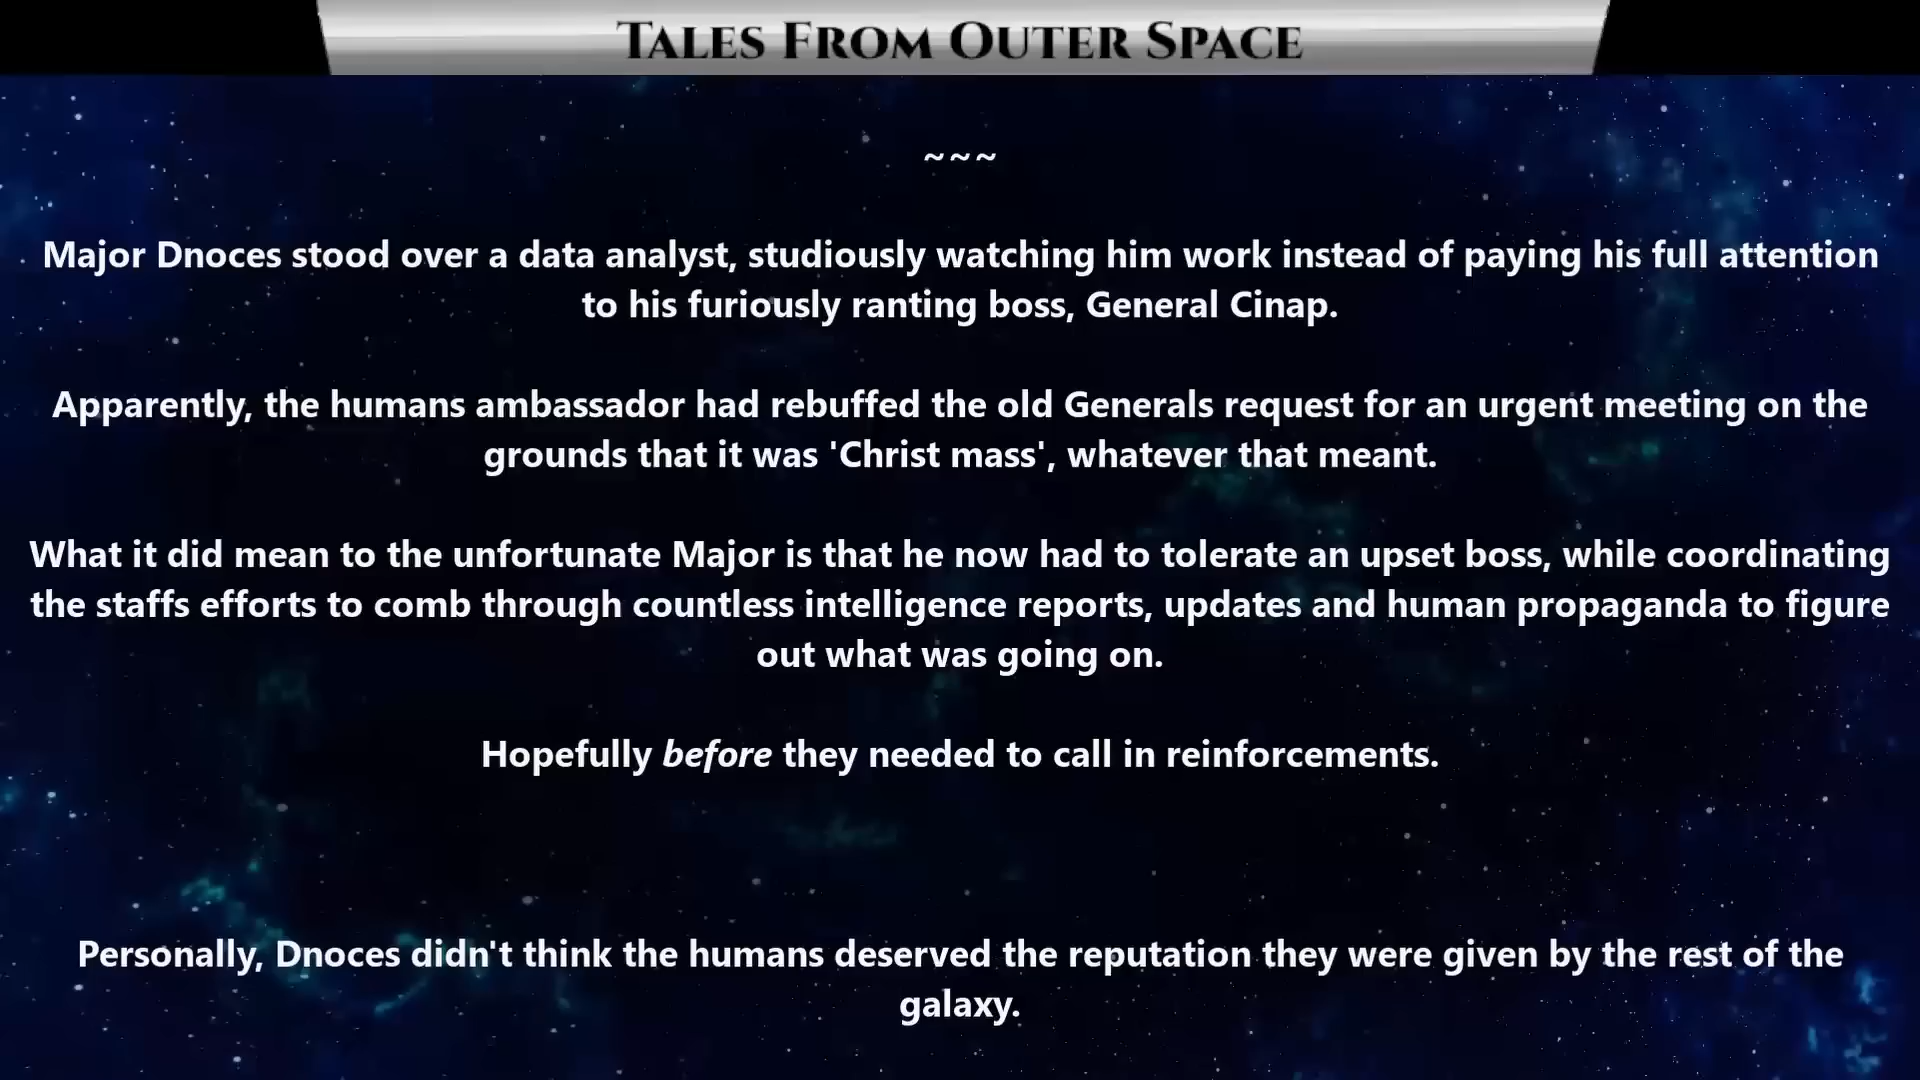 Tales From Outer Space
~~~
Major Dnoces stood over a data analyst, studiously watching him work instead of paying his full attention
to his furiously ranting boss, General Cinap.
Apparently, the humans ambassador had rebuffed the old Generals request for an urgent meeting on the
grounds that it was 'Christ mass', whatever that meant.
What it did mean to the unfortunate Major is that he now had to tolerate an upset boss, while coordinating
the staffs efforts to comb through countless intelligence reports, updates and human propaganda to figure
out what was going on.
Hopefully before they needed to call in reinforcements.
Personally, Dnoces didn't think the humans deserved the reputation they were given by the rest of the
galaxy.